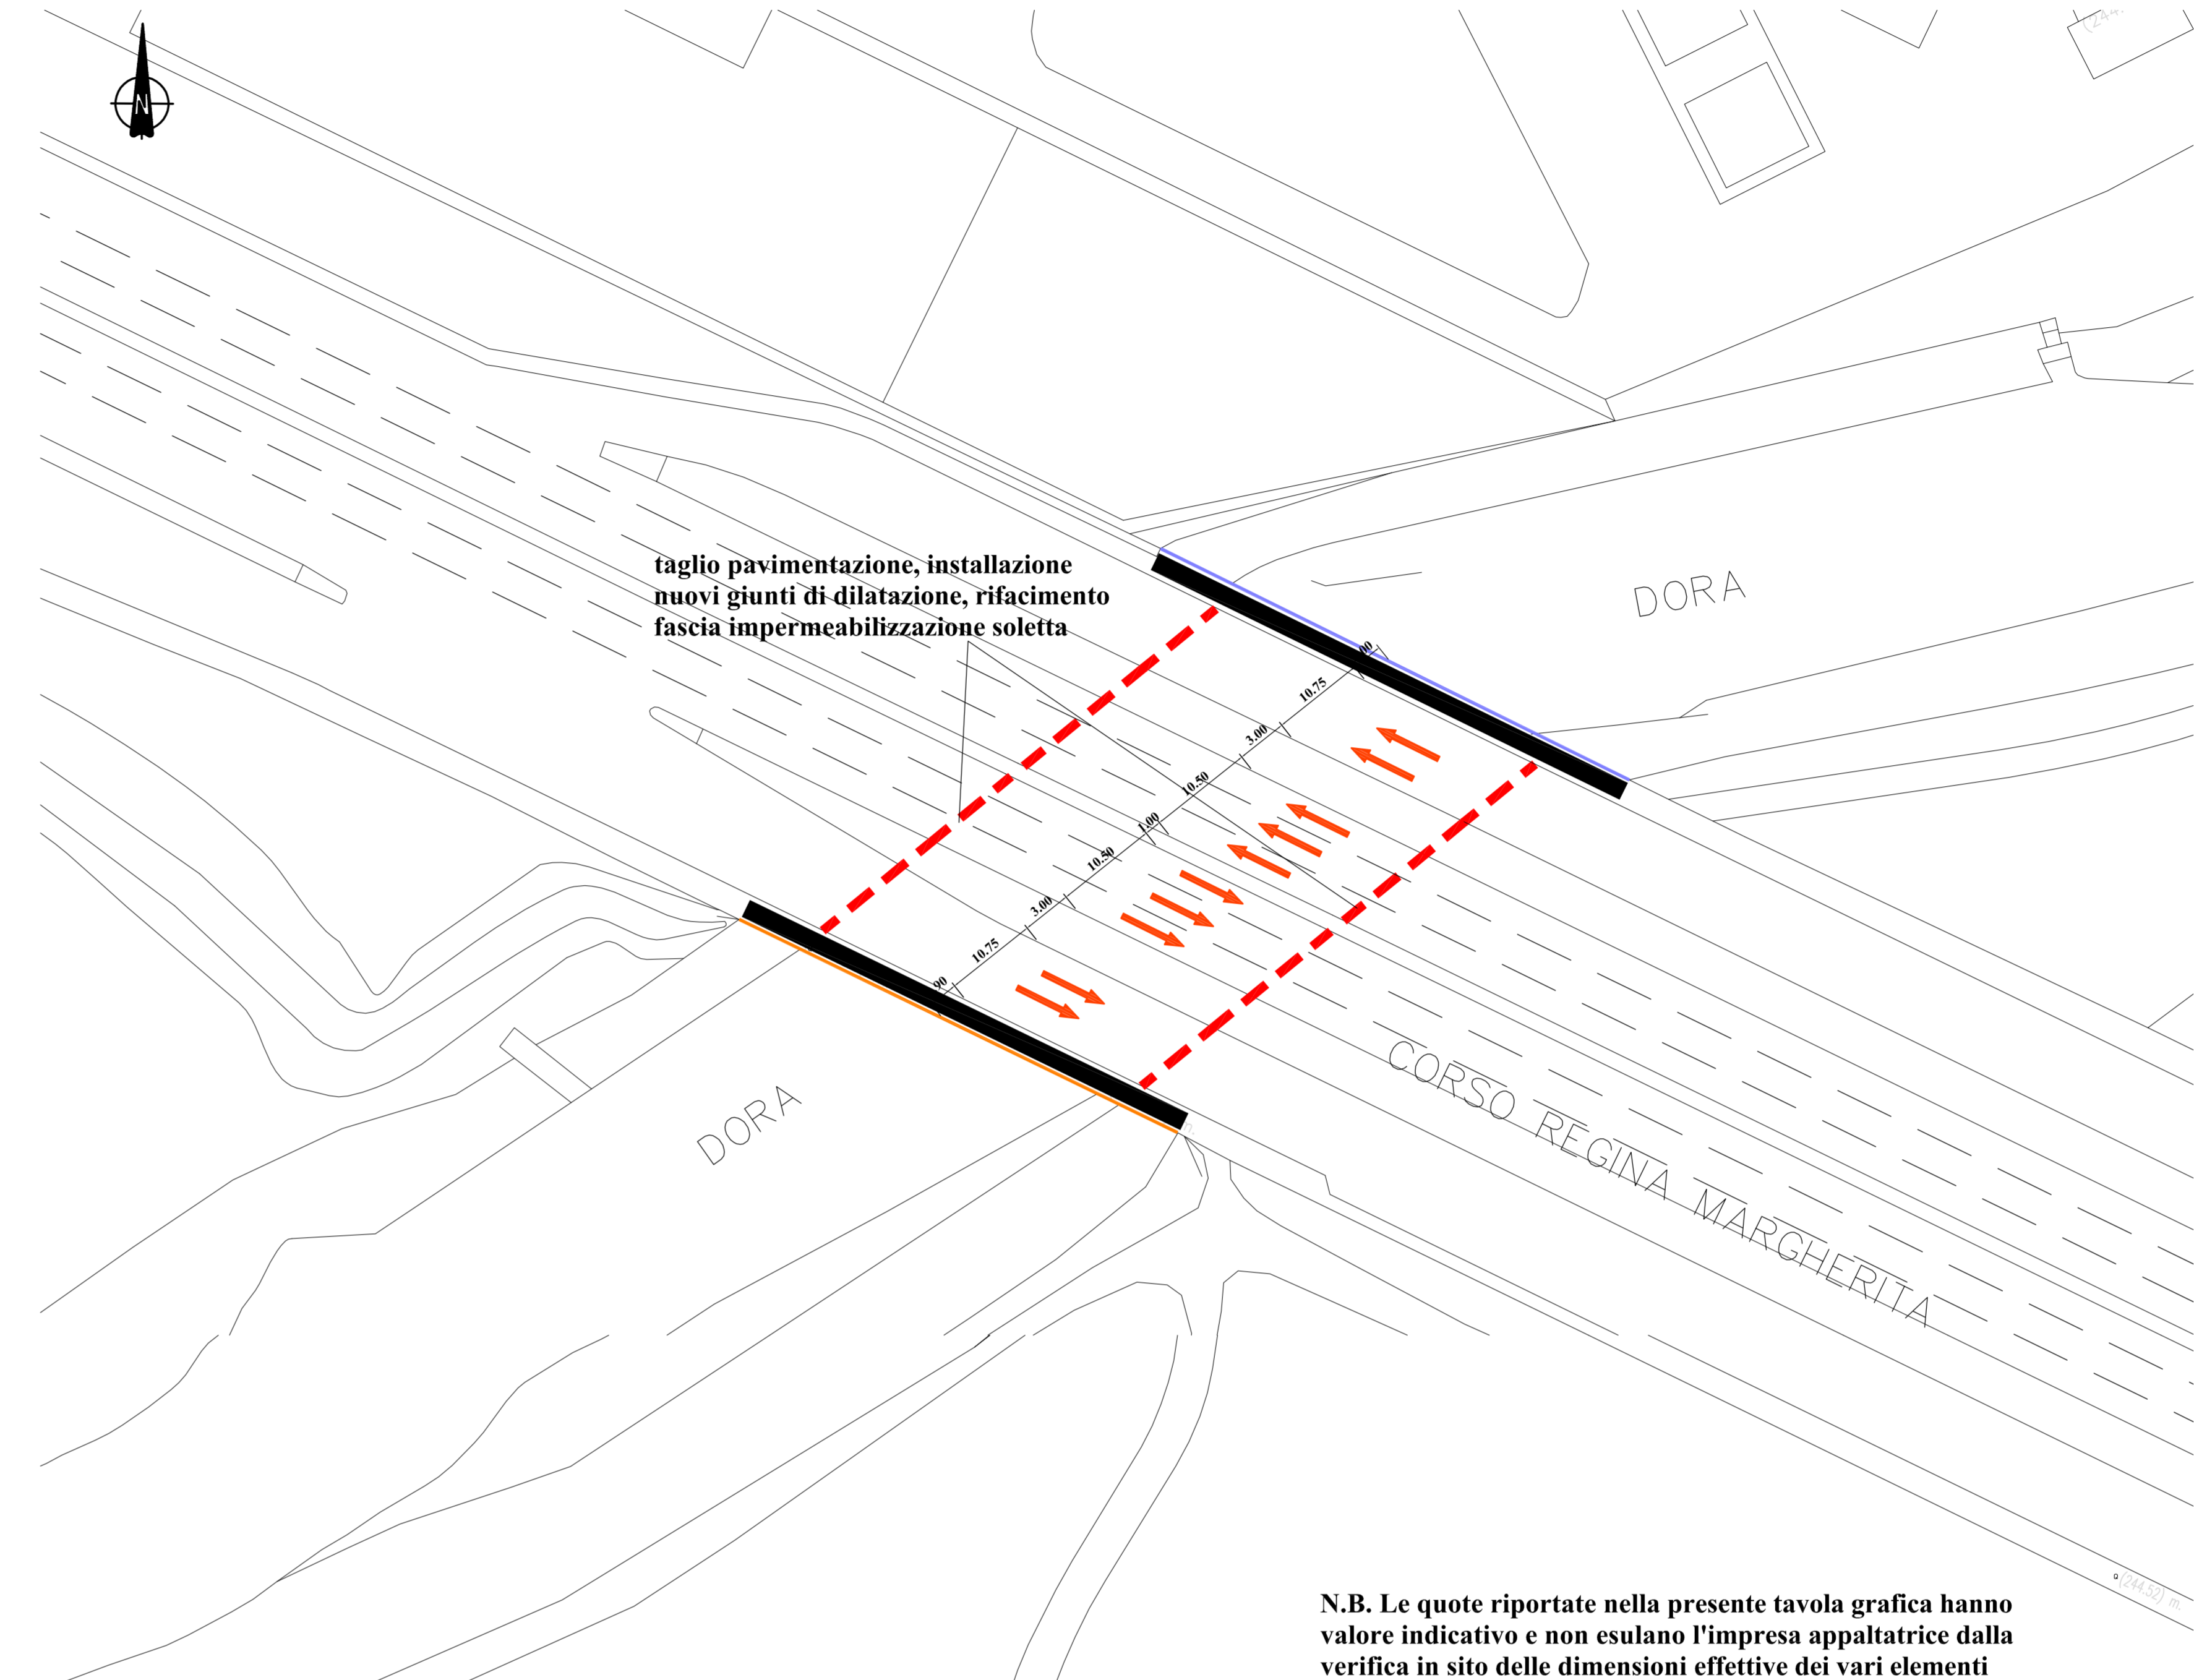 N
taglio pavimentazione, installazione
nuovi giunti di dilatazione, rifacimento
fascia impermeabilizzazione soletta
DORA
10.75
3.00
10.50
1.00
10.50
3.00
10.75
DORA
CORSO REGINA MARGHERITA
(244.52) m.
N.B. Le quote riportate nella presente tavola grafica hanno
valore indicativo e non esulano l'impresa appaltatrice dalla
verifica in sito delle dimensioni effettive dei vari elementi